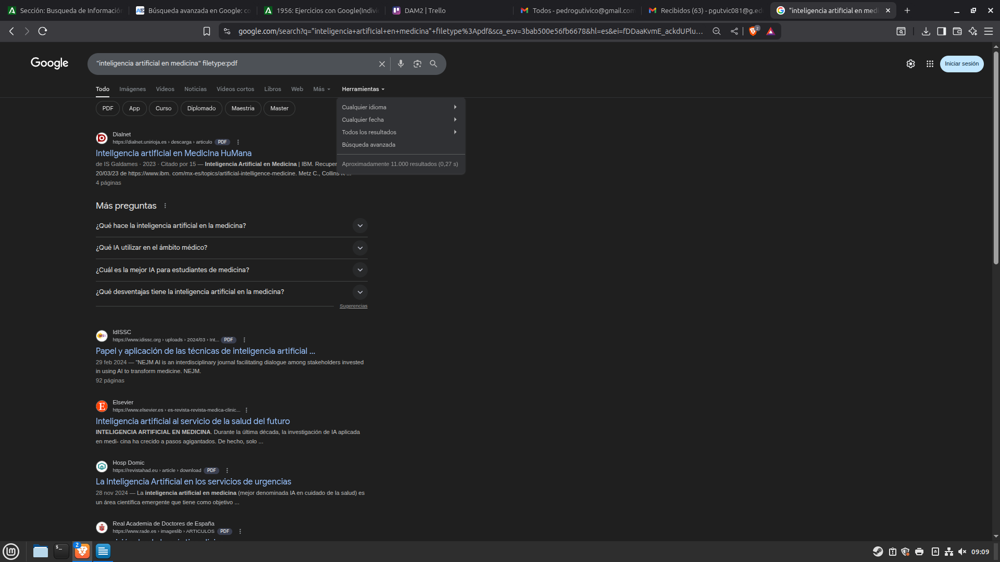 Sección: Busqueda de Información
Búsqueda avanzada en Google: co
1956: Ejercicios con Google(Indivi
DAM2 | Trello
Todos - pedrogutivico@gmail.com
Recibidos (63) - pgutvic081@g.ed
"inteligencia artificial en medi
google.com/search?q="inteligencia+artificial+en+medicina"+filetype%3Apdf&sca_esv=3bab500e56fb6678&hl=es&ei=fDDaaKvmE_ackdUPlu...
2
Google
"inteligencia artificial en medicina" filetype:pdf
Iniciar sesión
Todo
Imágenes
Vídeos
Noticias
Vídeos cortos
Libros
Web
Más
Herramientas
PDF
App
Curso
Diplomado
Maestria
Master
Cualquier idioma
Cualquier fecha
Todos los resultados
Búsqueda avanzada
Aproximadamente 11.000 resultados (0,27 s)
Dialnet
https://dialnet.unirioja.es › descarga › articulo PDF
InteligencIa artIfIcIal en MedIcIna HuMana
de IS Galdames · 2023 · Citado por 15 — Inteligencia Artificial en Medicina | IBM. Recuper
20/03/23 de https://www.ibm. com/mx-es/topics/artificial-intelligence-medicine. Metz C., Collins K ...
4 páginas
Más preguntas
¿Qué hace la inteligencia artificial en la medicina?
¿Qué IA utilizar en el ámbito médico?
¿Cuál es la mejor IA para estudiantes de medicina?
¿Qué desventajas tiene la inteligencia artificial en la medicina?
Sugerencias
IdISSC
https://www.idissc.org › uploads › 2024/03 › Int... PDF
Papel y aplicación de las técnicas de inteligencia artificial ...
29 feb 2024 — “NEJM AI is an interdisciplinary journal facilitating dialogue among stakeholders invested
in using AI to transform medicine. NEJM.
92 páginas
Elsevier
https://www.elsevier.es › es-revista-revista-medica-clinic...
Inteligencia artificial al servicio de la salud del futuro
INTELIGENCIA ARTIFICIAL EN MEDICINA. Durante la última década, la investigación de IA aplicada
en medi- cina ha crecido a pasos agigantados. De hecho, solo ...
Hosp Domic
https://revistahad.eu › article › download PDF
La Inteligencia Artificial en los servicios de urgencias
28 nov 2024 — La inteligencia artificial en medicina (mejor denominada IA en cuidado de la salud) es
un área científica emergente que tiene como objetivo ...
Real Academia de Doctores de España
https://www.rade.es › imageslib › ARTICULOS PDF
2
09:09